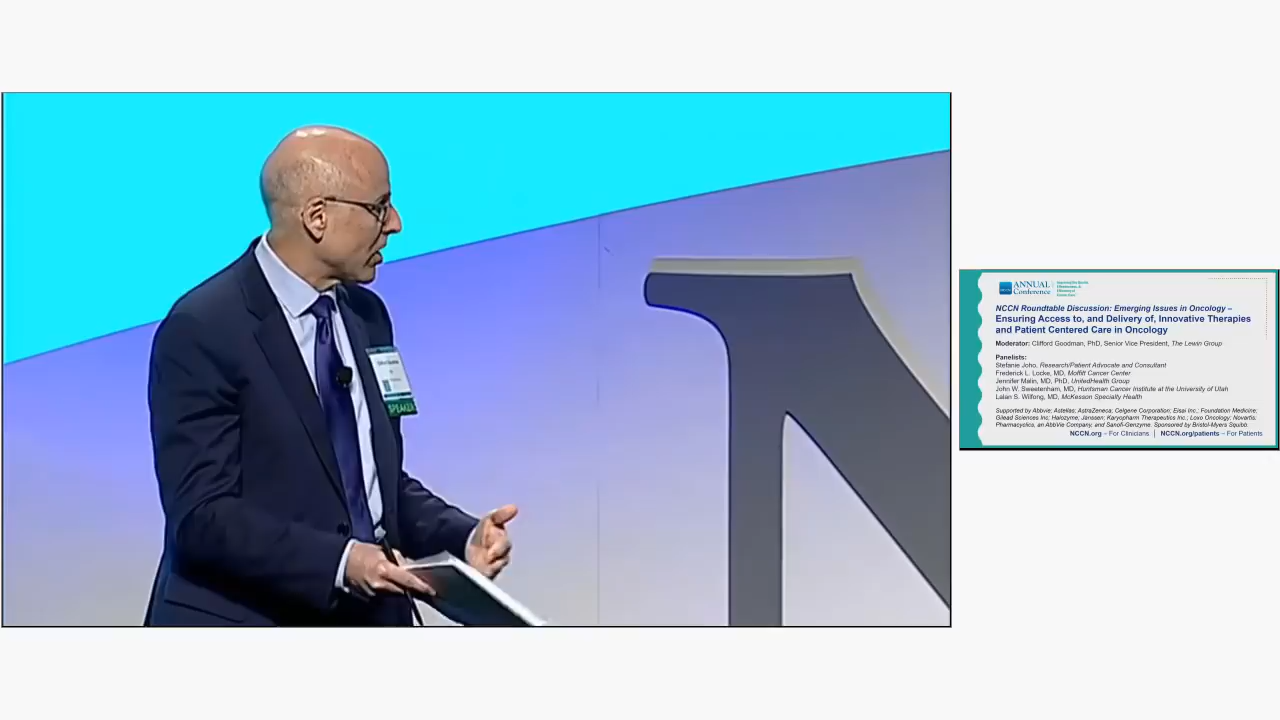 SPEAKER
N
ANNUAL
Conference
NCCN Roundtable Discussion: Emerging Issues in Oncology –
Ensuring Access to, and Delivery of, Innovative Therapies
and Patient Centered Care in Oncology
Moderator: Clifford Goodman, PhD, Senior Vice President, The Lewin Group
Panelists:
Stefanie Joho, Research/Patient Advocate and Consultant
Frederick L. Locke, MD, Moffitt Cancer Center
Jennifer Malin, MD, PhD, UnitedHealth Group
John W. Sweetenham, MD, Huntsman Cancer Institute at the University of Utah
Lalan S. Wilfong, MD, McKesson Specialty Health
Supported by Abbvie; Astellas; AstraZeneca; Celgene Corporation; Eisai Inc.; Foundation Medicine;
Gilead Sciences Inc; Halozyme; Janssen; Karyopharm Therapeutics Inc.; Loxo Oncology; Novartis;
Pharmacyclics, an AbbVie Company, and Sanofi-Genzyme. Sponsored by Bristol-Myers Squibb.
NCCN.org – For Clinicians | NCCN.org/patients – For Patients